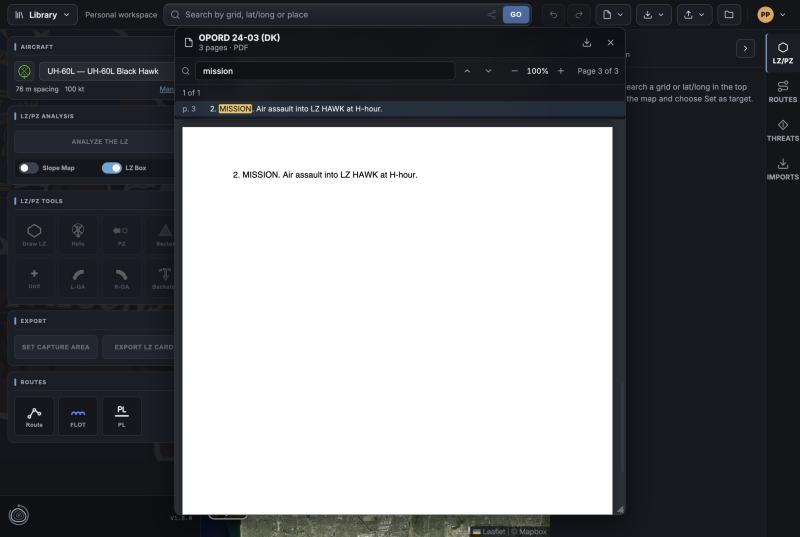 Library
Personal workspace
Search by grid, lat/long or place
GO
PP
AIRCRAFT
UH-60L — UH-60L Black Hawk
76 m spacing 100 kt
LZ/PZ ANALYSIS
ANALYZE THE LZ
Slope Map
LZ Box
LZ/PZ TOOLS
Draw LZ
Helo
PZ
Unit
L-GA
R-GA
EXPORT
SET CAPTURE AREA
EXPORT LZ CARD
ROUTES
Route
FLOT
PL
PL
OPORD 24-03 (DK)
3 pages · PDF
mission
100%
Page 3 of 3
1 of 1
p. 3 2. MISSION. Air assault into LZ HAWK at H-hour.
2. MISSION. Air assault into LZ HAWK at H-hour.
earch a grid or lat/long in the top
the map and choose Set as target.
LZ/PZ
ROUTES
THREATS
IMPORTS
Leaflet | © Mapbox